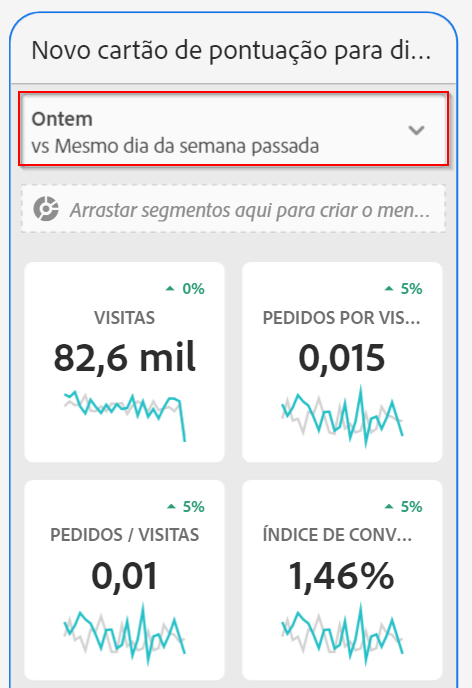 Novo cartão de pontuação para di...
Ontem
vs Mesmo dia da semana passada
Arrastar segmentos aqui para criar o men...
0%
VISITAS
82,6 mil
5%
PEDIDOS POR VIS...
0,015
5%
PEDIDOS / VISITAS
0,01
5%
ÍNDICE DE CONV...
1,46%